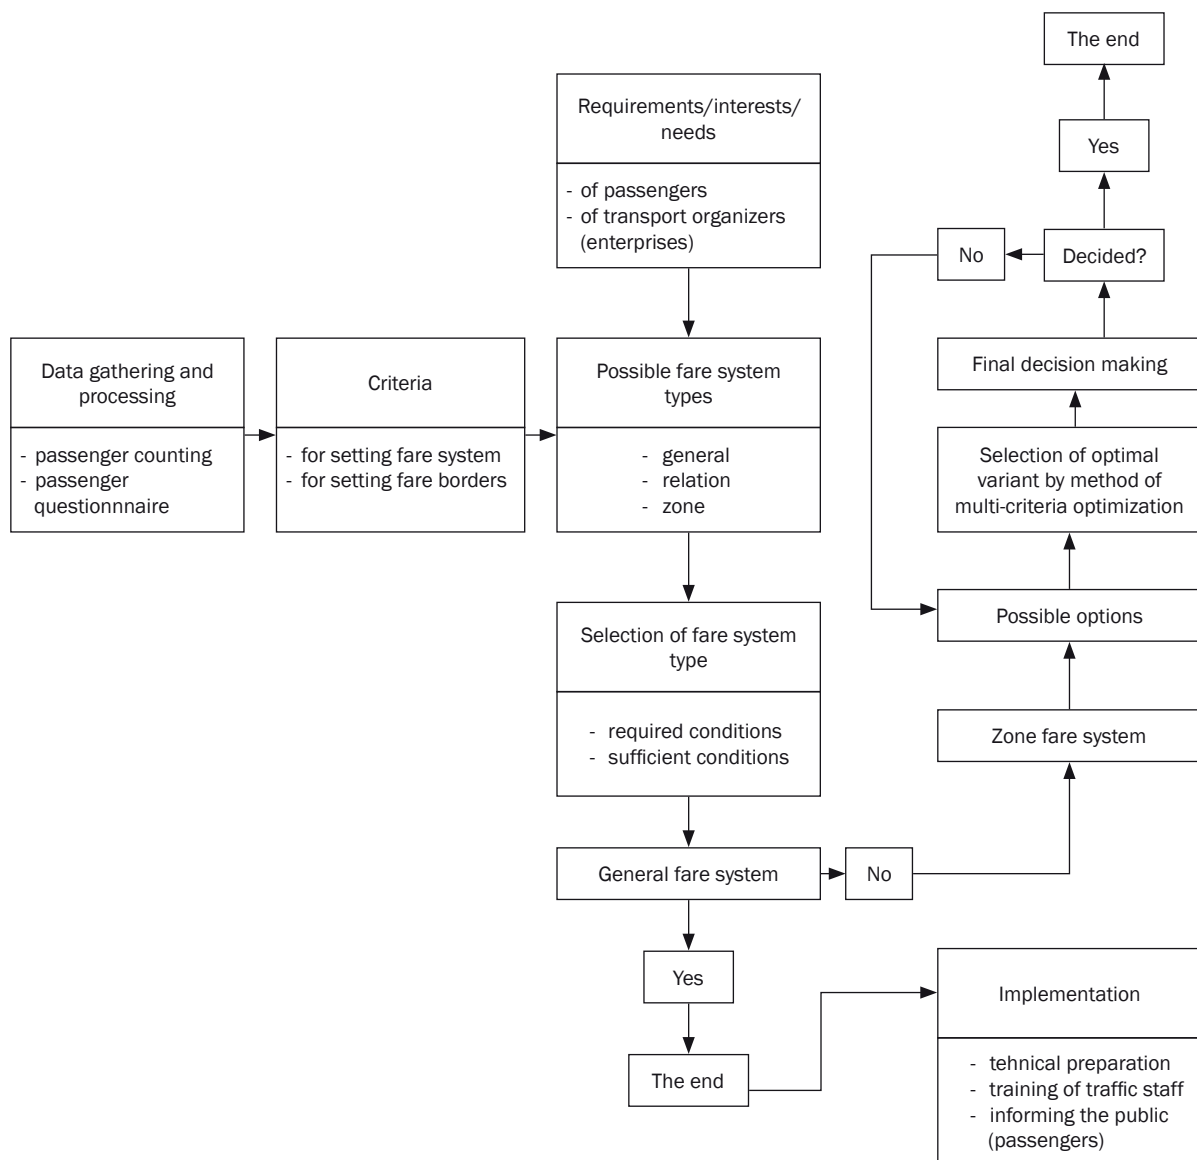 The end
Requirements/interests/
needs
- of passengers
- of transport organizers
(enterprises)
Yes
No
Decided?
Data gathering and
processing
- passenger counting
- passenger
questionnnaire
Criteria
- for setting fare system
- for setting fare borders
Possible fare system
types
- general
- relation
- zone
Final decision making
Selection of optimal
variant by method of
multi-criteria optimization
Possible options
Selection of fare system
type
- required conditions
- sufficient conditions
Zone fare system
General fare system
No
Yes
The end
Implementation
- tehnical preparation
- training of traffic staff
- informing the public
(passengers)